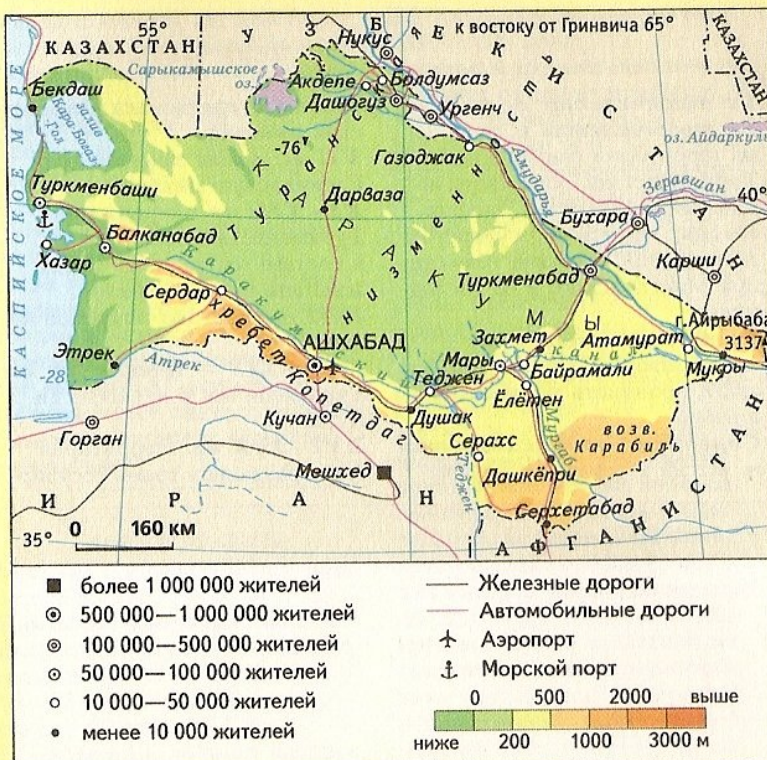 55°
к востоку от Гринвича 65°
КАЗАХСТАН
УЗБЕКИСТАН
КАЗАХСТАН
Нукус
Сарыкамышское
оз.
Акдепе
Болдумсаз
Дашогуз
Ургенч
Бекдаш
залив
Кара-Богаз-
Гол
КАСПИЙСКОЕ МОРЕ
-76
Газоджак
оз. Айдаркуль
Туранская низменность
КАРАКУМЫ
Амударья
Зеравшан
40°
Туркменбаши
Дарваза
Бухара
Хазар
Балканабад
Карши
Туркменабад
Каракумский канал
Сердар
хребет Копетдаг
г.Айрыбаба
3137
АШХАБАД
Захмет
Атамурат
Этрек
Атрек
-28
Мары
Байрамали
Мукры
Теджен
Ёлётен
Душак
Кучан
Горган
Мургаб
возв.
Карабиль
Серахс
Мешхед
Теджен
Дашкёпри
ИРАН
Серхетабад
АФГАНИСТАН
35°
0 160 км
более 1 000 000 жителей
500 000—1 000 000 жителей
100 000—500 000 жителей
50 000—100 000 жителей
10 000—50 000 жителей
менее 10 000 жителей
Железные дороги
Автомобильные дороги
Аэропорт
Морской порт
0 500 2000 выше
ниже 200 1000 3000 м